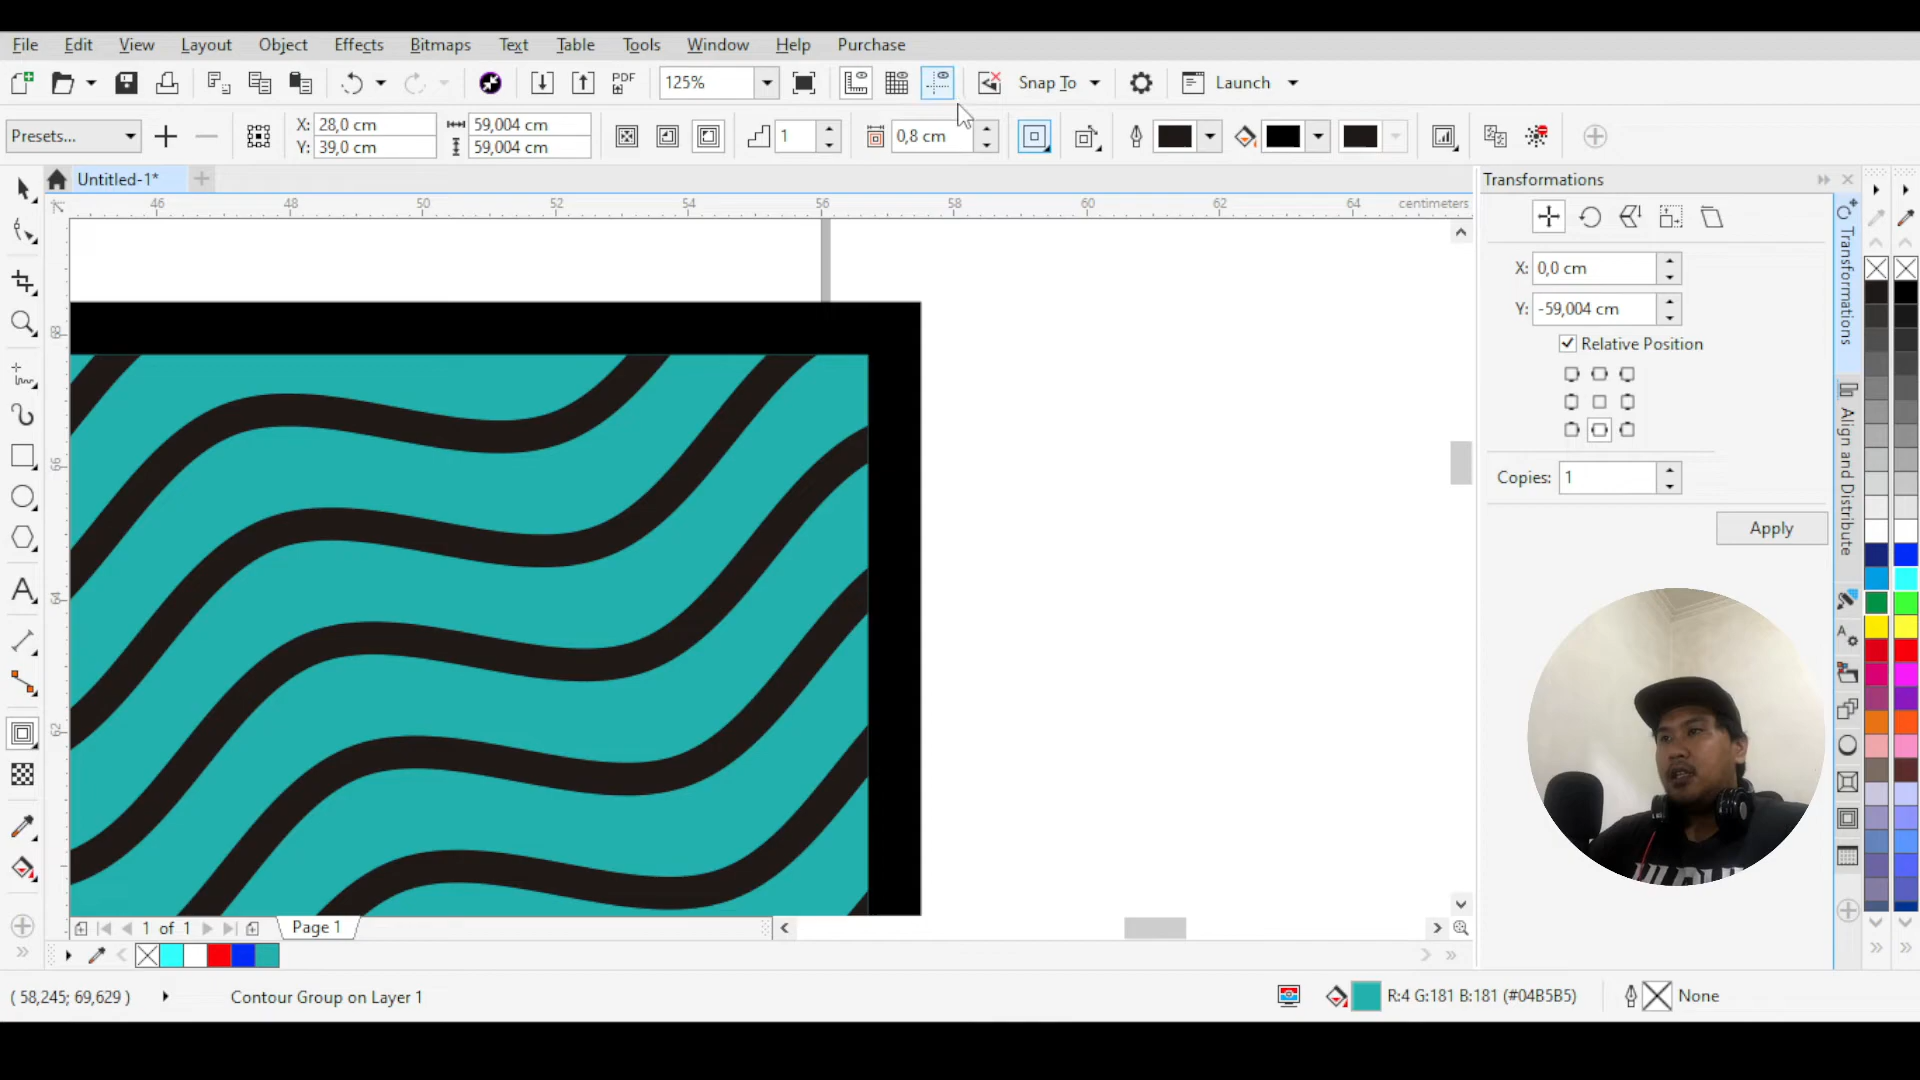 File Edit View Layout Object Effects Bitmaps Text Table Tools Window Help Purchase
PDF 125% Snap To Launch
Presets... X: 28,0 cm 59,004 cm 1 0,8 cm
Y: 39,0 cm 59,004 cm
Untitled-1* Transformations
46 48 50 52 54 56 58 60 62 64 centimeters
X: 0,0 cm
Y: -59,004 cm
Relative Position
Copies: 1
Apply
Transformations
Align and Distribute
68
66
64
62
1 of 1 Page 1
( 58,245; 69,629 ) Contour Group on Layer 1 R:4 G:181 B:181 (#04B5B5) None